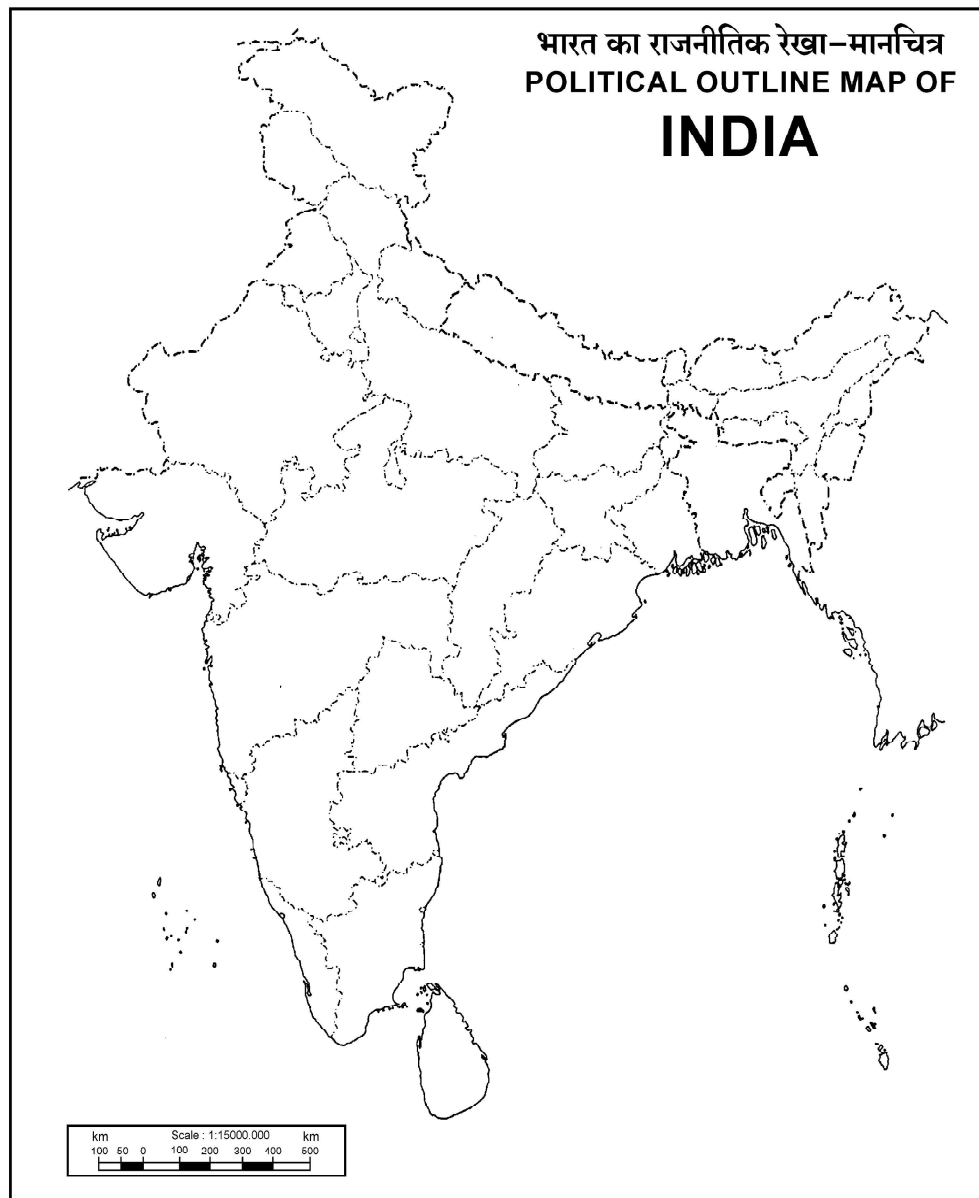 भारत का राजनीतिक रेखा–मानचित्र
POLITICAL OUTLINE MAP OF
INDIA
km Scale : 1:15000.000 km
100 50 0 100 200 300 400 500